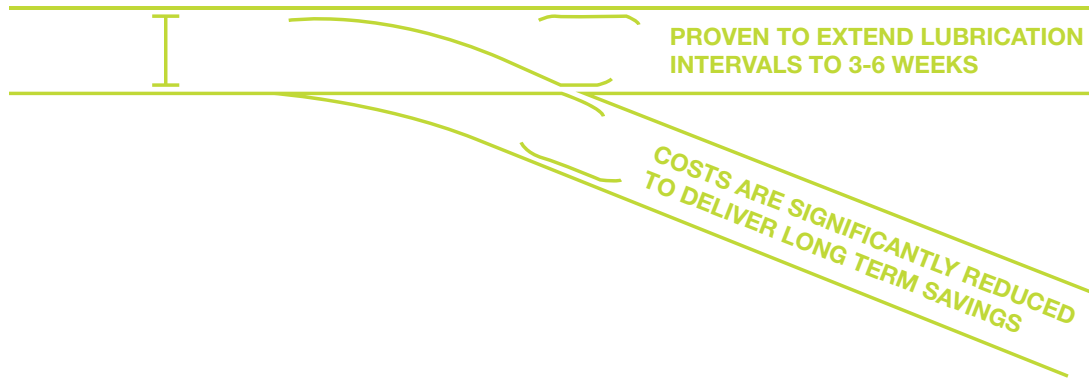 PROVEN TO EXTEND LUBRICATION
INTERVALS TO 3-6 WEEKS
COSTS ARE SIGNIFICANTLY REDUCED
TO DELIVER LONG TERM SAVINGS